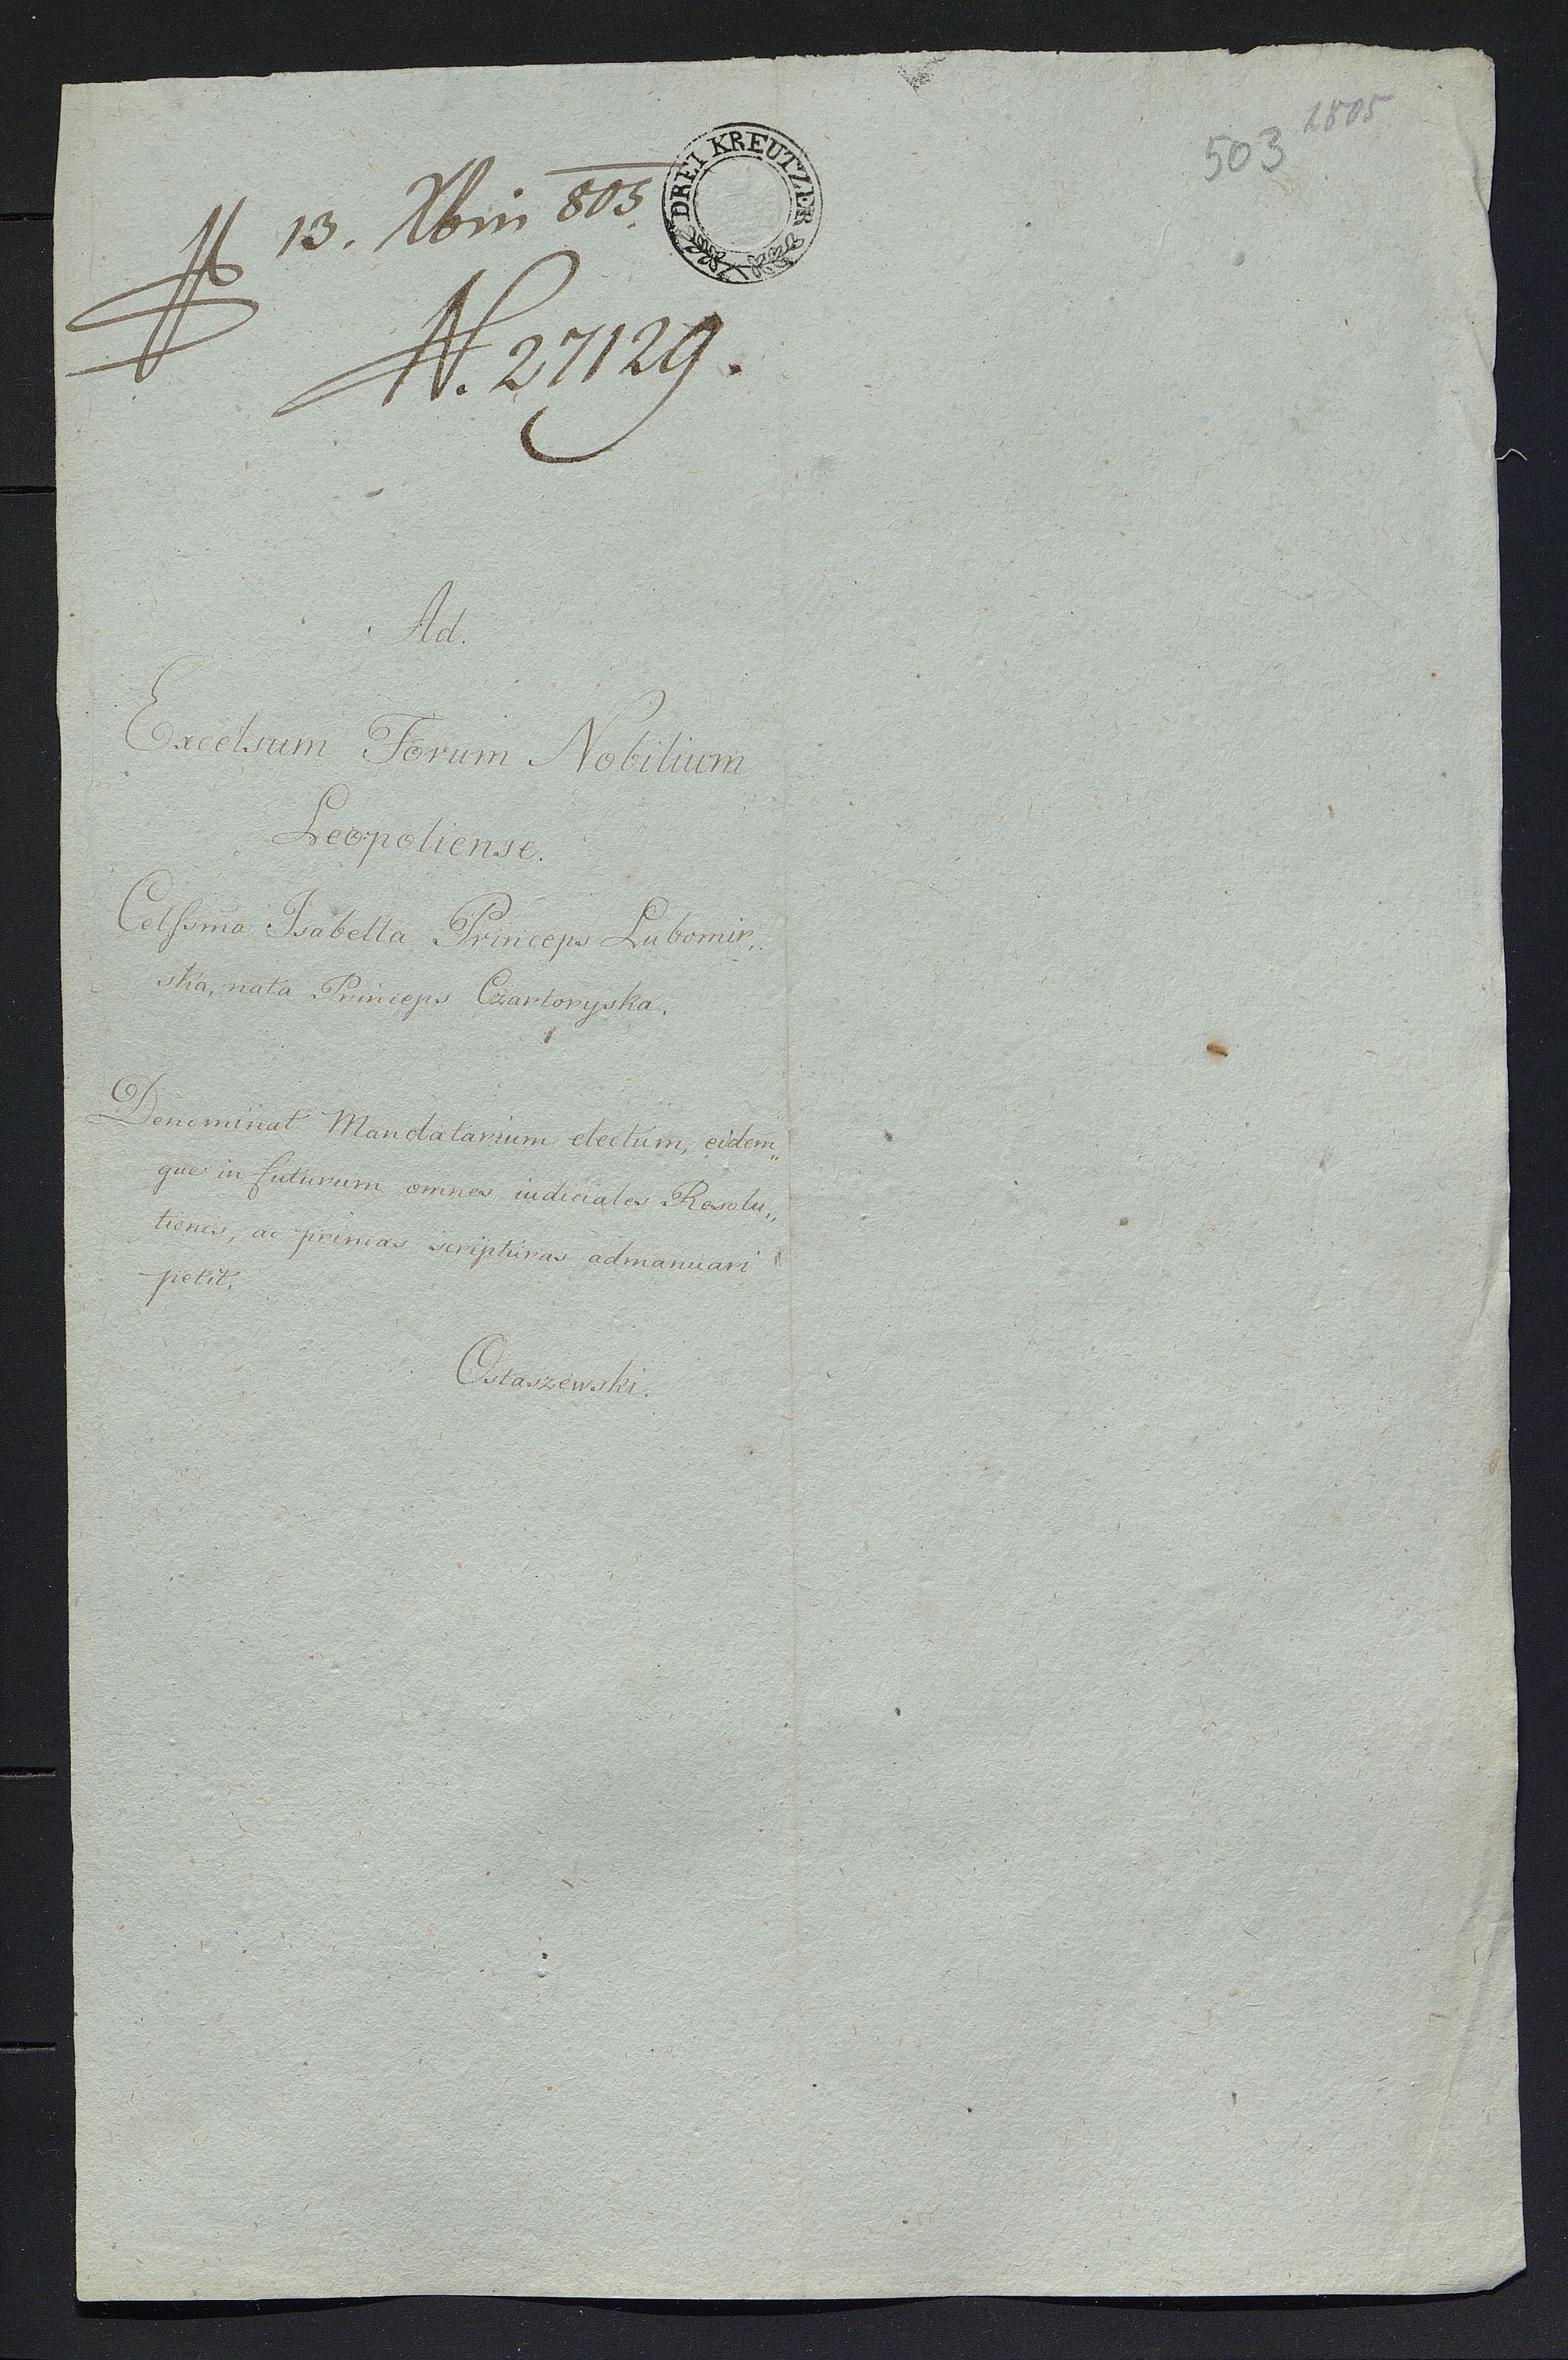 503 1805
13. Xbris 805
DREI KREUTZER
N. 27129.
Ad.
Excelsum Forum Nobilium
Leopoliense.
Celssma Isabella Princeps Lubomir„
ska, nata Princeps Czartoryska.
Denominat Mandatarium electum, eidem„
que in futurum omnes iudiciales Resolu„
tiones, ac primas scripturas admanuari
petit.
Ostaszewski.